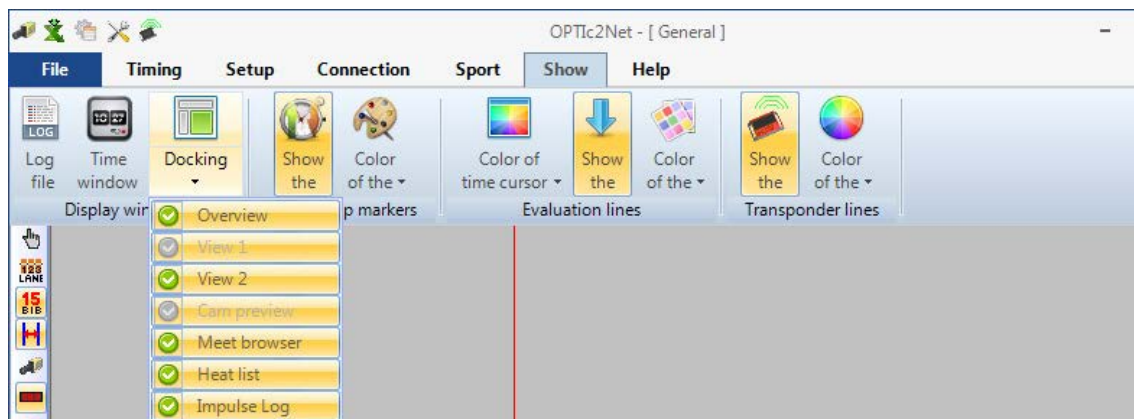 OPTIc2Net - [ General ]
File Timing Setup Connection Sport Show Help
LOG
Log file
Time window
Docking
Show the
Color of the
Color of time cursor
Show the
Color of the
Show the
Color of the
Display win
p markers
Evaluation lines
Transponder lines
Overview
View 1
View 2
Cam preview
Meet browser
Heat list
Impulse Log
123
LANE
15
BIB